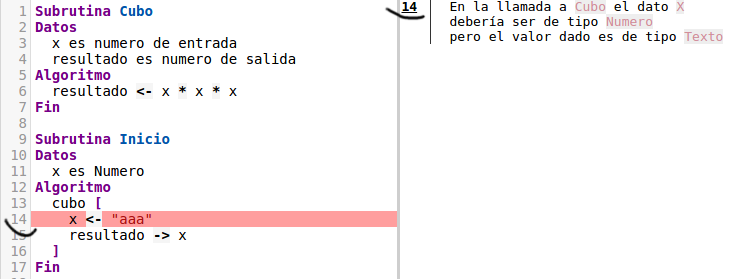 1 Subrutina Cubo
2 Datos
3 x es numero de entrada
4 resultado es numero de salida
5 Algoritmo
6 resultado <- x * x * x
7 Fin
8
9 Subrutina Inicio
10 Datos
11 x es Numero
12 Algoritmo
13 cubo [
14 x <- "aaa"
15 resultado -> x
16 ]
17 Fin
14 En la llamada a Cubo el dato X
debería ser de tipo Numero
pero el valor dado es de tipo Texto